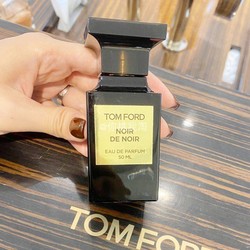 TOM FORD
NOIR
DE NOIR
EAU DE PARFUM
50 ML
TOM FORD